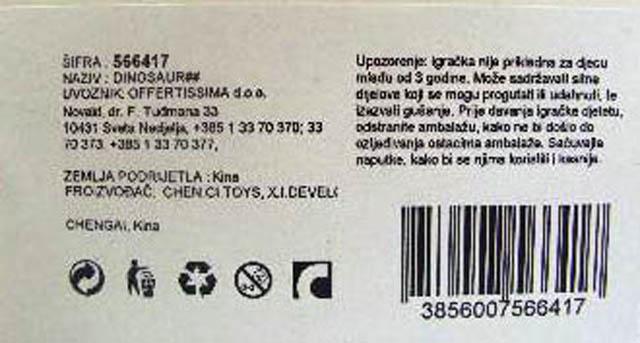 ŠIFRA : 566417
NAZIV : DINOSAUR##
UVOZNIK: OFFERTISSIMA d.o.o.
Novaki, dr. F. Tuđmana 33
10431 Sveta Nedjelja, +385 1 33 70 370; 33
70 373, +385 1 33 70 377,
ZEMLJA PODRIJETLA : Kina
PROIZVOĐAČ: CHEN CI TOYS, X.I.DEVELO
CHENGAI, Kina
Upozorenje: igračka nije prikladna za djecu
mlađu od 3 godine. Može sadržavati sitne
dijelove koji se mogu progutati ili udahnuti, te
izazvati gušenje. Prije davanja igračke djetetu,
odstranite ambalažu, kako ne bi došlo do
ozljeđivanja ostacima ambalaže. Sačuvajte
naputke, kako bi se njima koristili i kasnije.
0-3
3856007566417